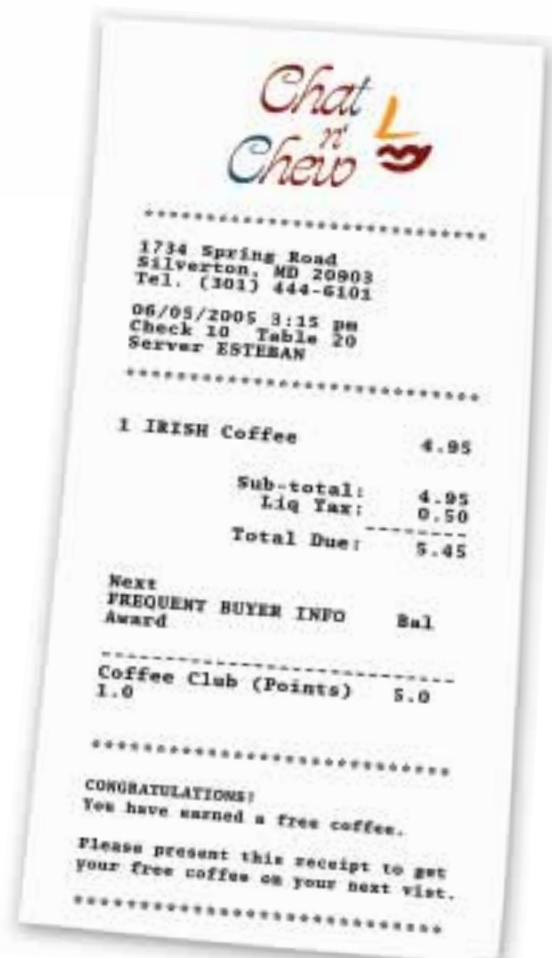 Chat
n'
Chew
*****************************
1734 Spring Road
Silverton, MD 20903
Tel. (301) 444-6101
06/05/2005 3:15 pm
Check 10 Table 20
Server ESTEBAN
*****************************
1 IRISH Coffee 4.95
Sub-total: 4.95
Liq Tax: 0.50
--------
Total Due: 5.45
Next
FREQUENT BUYER INFO Bal
Award
-----------------------------
Coffee Club (Points) 5.0
1.0
*****************************
CONGRATULATIONS!
You have earned a free coffee.
Please present this receipt to get
your free coffee on your next vist.
*****************************